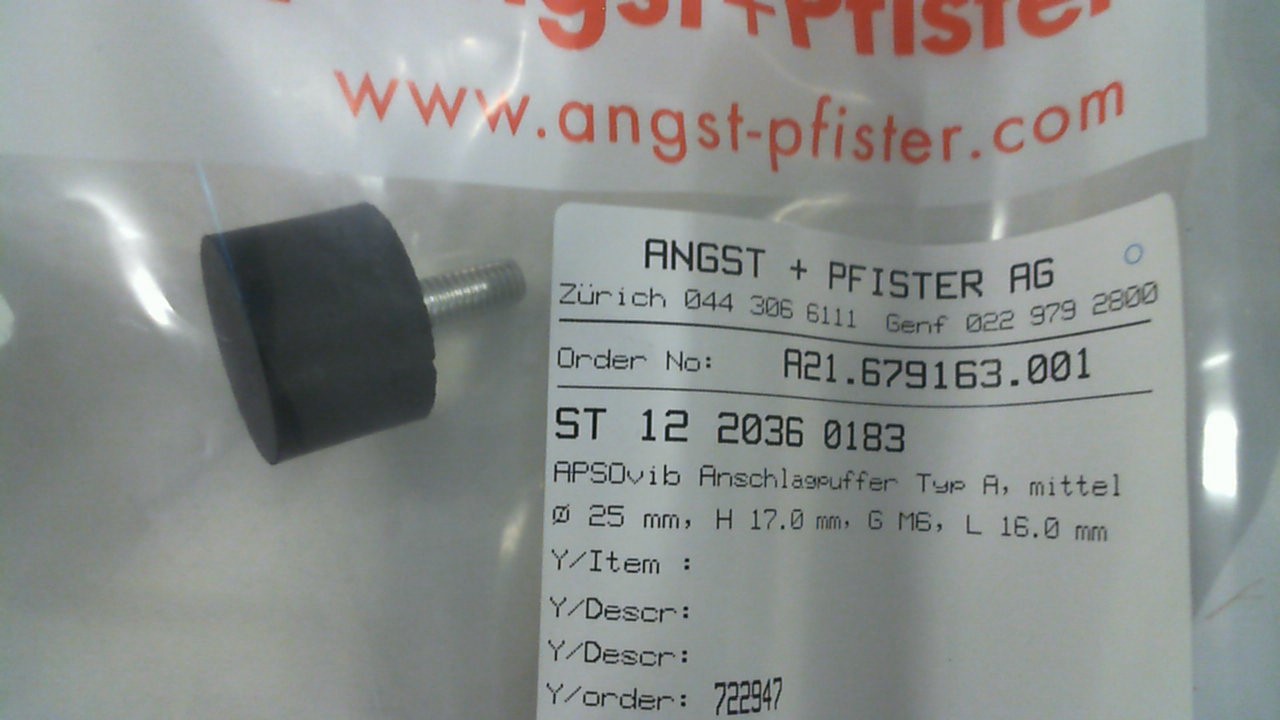 Angst+Pfister
www.angst-pfister.com
ANGST + PFISTER AG
Zürich 044 306 6111 Genf 022 979 2800
Order No: A21.679163.001
ST 12 2036 0183
APSOvib Anschlagpuffer Typ A, mittel
Ø 25 mm, H 17.0 mm, G M6, L 16.0 mm
Y/Item :
Y/Descr:
Y/Descr:
Y/order: 722947